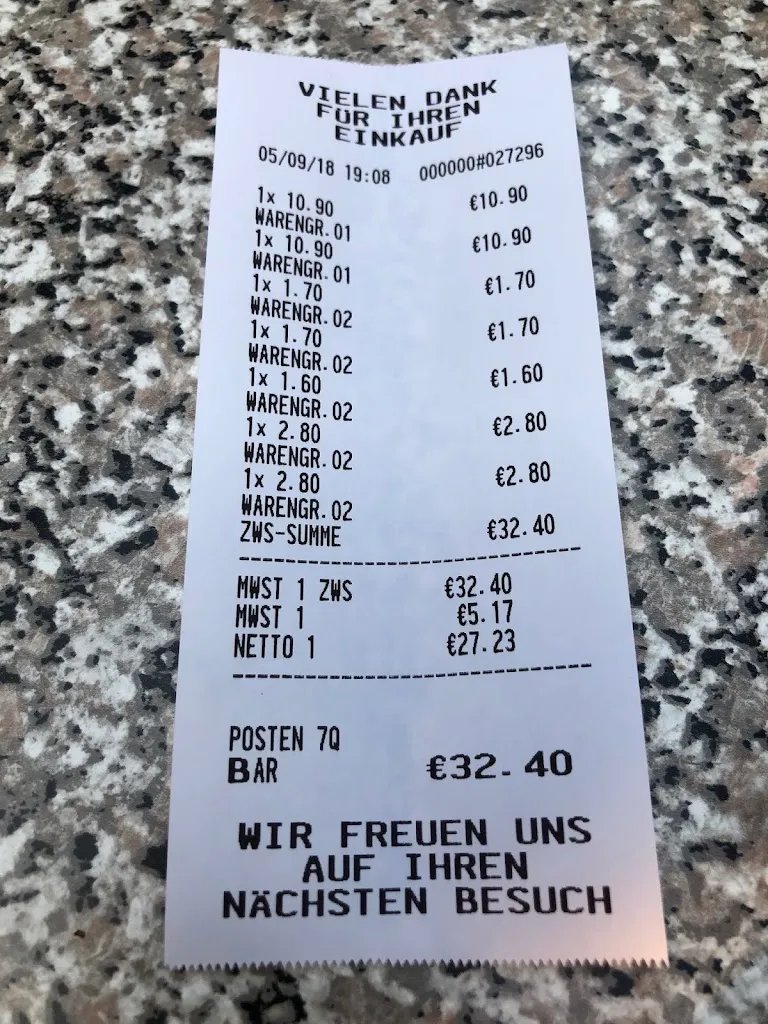 VIELEN DANK
FÜR IHREN
EINKAUF
05/09/18 19:08 000000#027296
1x 10.90 €10.90
WARENGR.01
1x 10.90 €10.90
WARENGR.01
1x 1.70 €1.70
WARENGR.02
1x 1.70 €1.70
WARENGR.02
1x 1.60 €1.60
WARENGR.02
1x 2.80 €2.80
WARENGR.02
1x 2.80 €2.80
WARENGR.02
ZWS-SUMME €32.40
MWST 1 ZWS €32.40
MWST 1 €5.17
NETTO 1 €27.23
POSTEN 7Q
BAR €32.40
WIR FREUEN UNS
AUF IHREN
NÄCHSTEN BESUCH